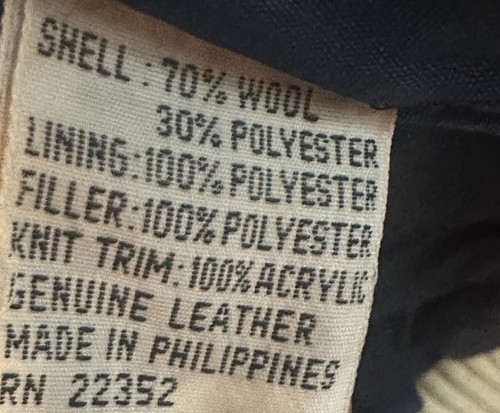 SHELL: 70% WOOL
30% POLYESTER
LINING: 100% POLYESTER
FILLER: 100% POLYESTER
KNIT TRIM: 100% ACRYLIC
GENUINE LEATHER
MADE IN PHILIPPINES
RN 22352